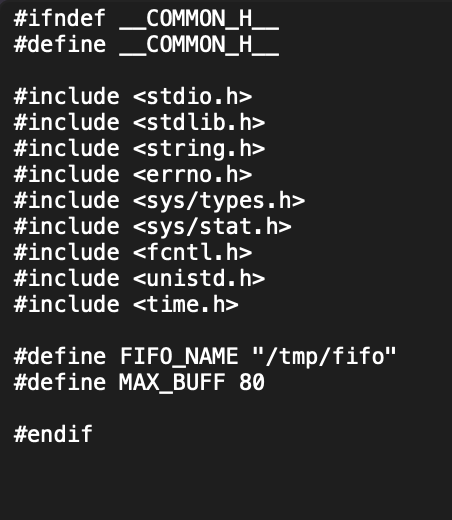 #ifndef __COMMON_H__
#define __COMMON_H__
#include <stdio.h>
#include <stdlib.h>
#include <string.h>
#include <errno.h>
#include <sys/types.h>
#include <sys/stat.h>
#include <fcntl.h>
#include <unistd.h>
#include <time.h>
#define FIFO_NAME "/tmp/fifo"
#define MAX_BUFF 80
#endif